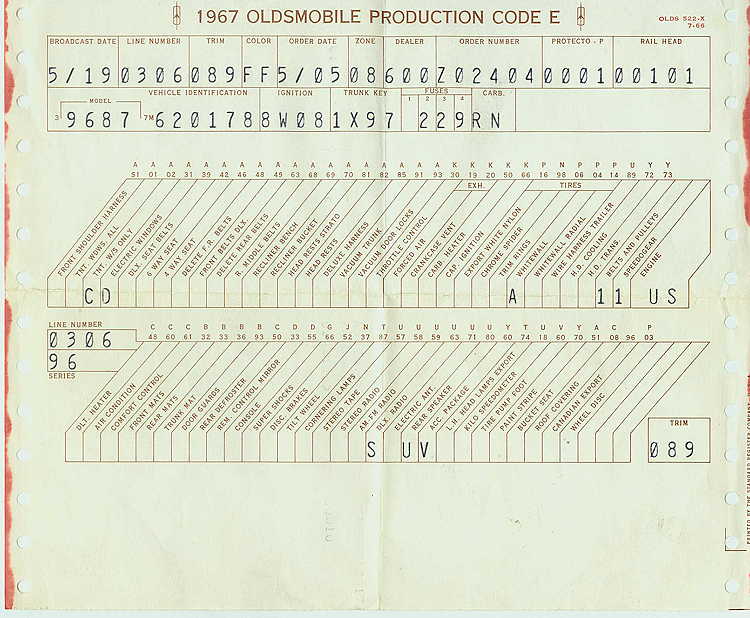 1967 OLDSMOBILE PRODUCTION CODE E
OLDS 522-X
7-66
BROADCAST DATE LINE NUMBER TRIM COLOR ORDER DATE ZONE DEALER ORDER NUMBER PROTECTO-P RAIL HEAD
5/19 0306 089 FF 5/05 08 600 Z02404 0001 00101
MODEL VEHICLE IDENTIFICATION IGNITION TRUNK KEY FUSES CARB.
1 2 3 4
3 9687 7M 6201788 W081 X97 229 RN
A A A A A A A A A A A A A A A A A A K K K K P N P P P U Y Y
51 01 02 31 39 42 46 48 49 63 68 69 70 81 82 85 91 93 30 19 20 50 66 16 98 12 04 14 89 72 73
EXH. TIRES
FRONT SHOULDER HARNESS
TNT. WDWS. ALL
TNT. W/S ONLY
ELECTRIC WINDOWS
DLX. SEAT BELTS
6 WAY SEAT
4 WAY SEAT
DELETE F. R. BELTS
FRONT BELTS DLX.
DELETE REAR BELTS
R. MIDDLE BELTS
RECLINER BENCH
RECLINER BUCKET
HEAD RESTS STRATO
HEAD RESTS
DELUXE HARNESS
VACUUM TRUNK
VACUUM DOOR LOCKS
THROTTLE CONTROL
FORCED AIR
CRANKCASE VENT
CARB. HEATER
CAP. IGNITION
EXPORT WHITE NYLON
CHROME SPIDER
TRIM RINGS
WHITEWALL
WHITEWALL RADIAL
WIRE HARNESS TRAILER
H.D. COOLING
H.D. TRANS.
BELTS AND PULLEYS
SPEEDOGEAR
ENGINE
CD A 11 US
LINE NUMBER
0306
96
SERIES
C C C B B B B B C D D G J N T U U U U U Y T U V Y A C P
48 60 61 32 33 36 93 50 33 55 66 52 37 87 57 58 75 59 63 71 80 60 74 18 02 60 70 51 08 96 03
DLT. HEATER
AIR CONDITION
COMFORT CONTROL
FRONT MATS
REAR MATS
TRUNK MAT
DOOR GUARDS
REAR DEFROSTER
REM. CONTROL MIRROR
CONSOLE
SUPER SHOCKS
DISC BRAKES
TILT WHEEL
CORNERING LAMPS
STEREO TAPE
STEREO RADIO
AM FM RADIO
DLX. RADIO
ELECTRIC ANT.
REAR SPEAKER
ACC. PACKAGE
L.H. HEAD LAMPS EXPORT
KILO. SPEEDOMETER
TIRE PUMP FOOT
PAINT STRIPE
BUCKET SEAT
ROOF COVERING
CANADIAN EXPORT
WHEEL DISC
S UV
TRIM
089